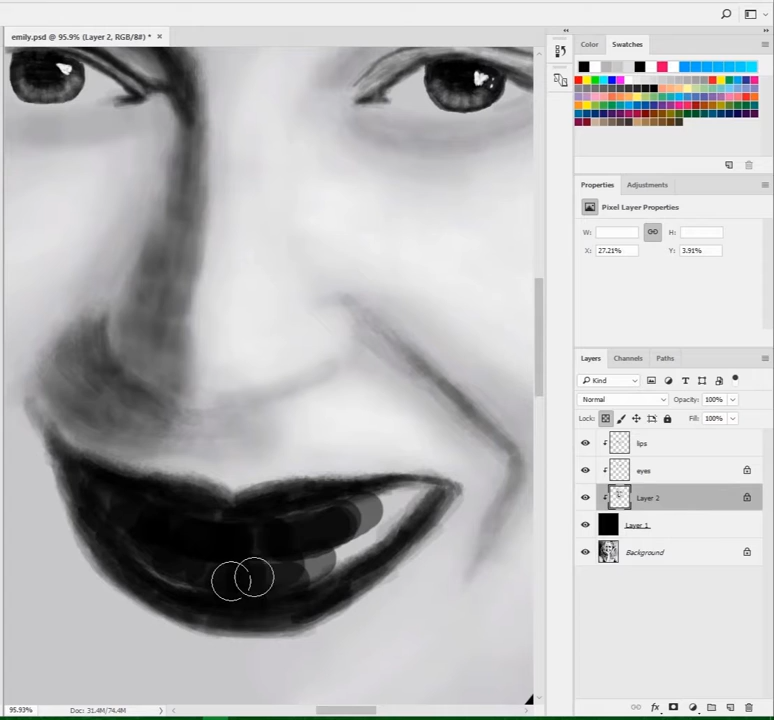 emily.psd @ 95.9% (Layer 2, RGB/8#) *
Color
Swatches
Properties
Adjustments
Pixel Layer Properties
W:
H:
X: 27.21%
Y: 3.91%
Layers
Channels
Paths
Kind
Normal
Opacity: 100%
Lock:
Fill: 100%
lips
eyes
Layer 2
Layer 1
Background
fx
95.93%
Doc: 31.4M/74.4M